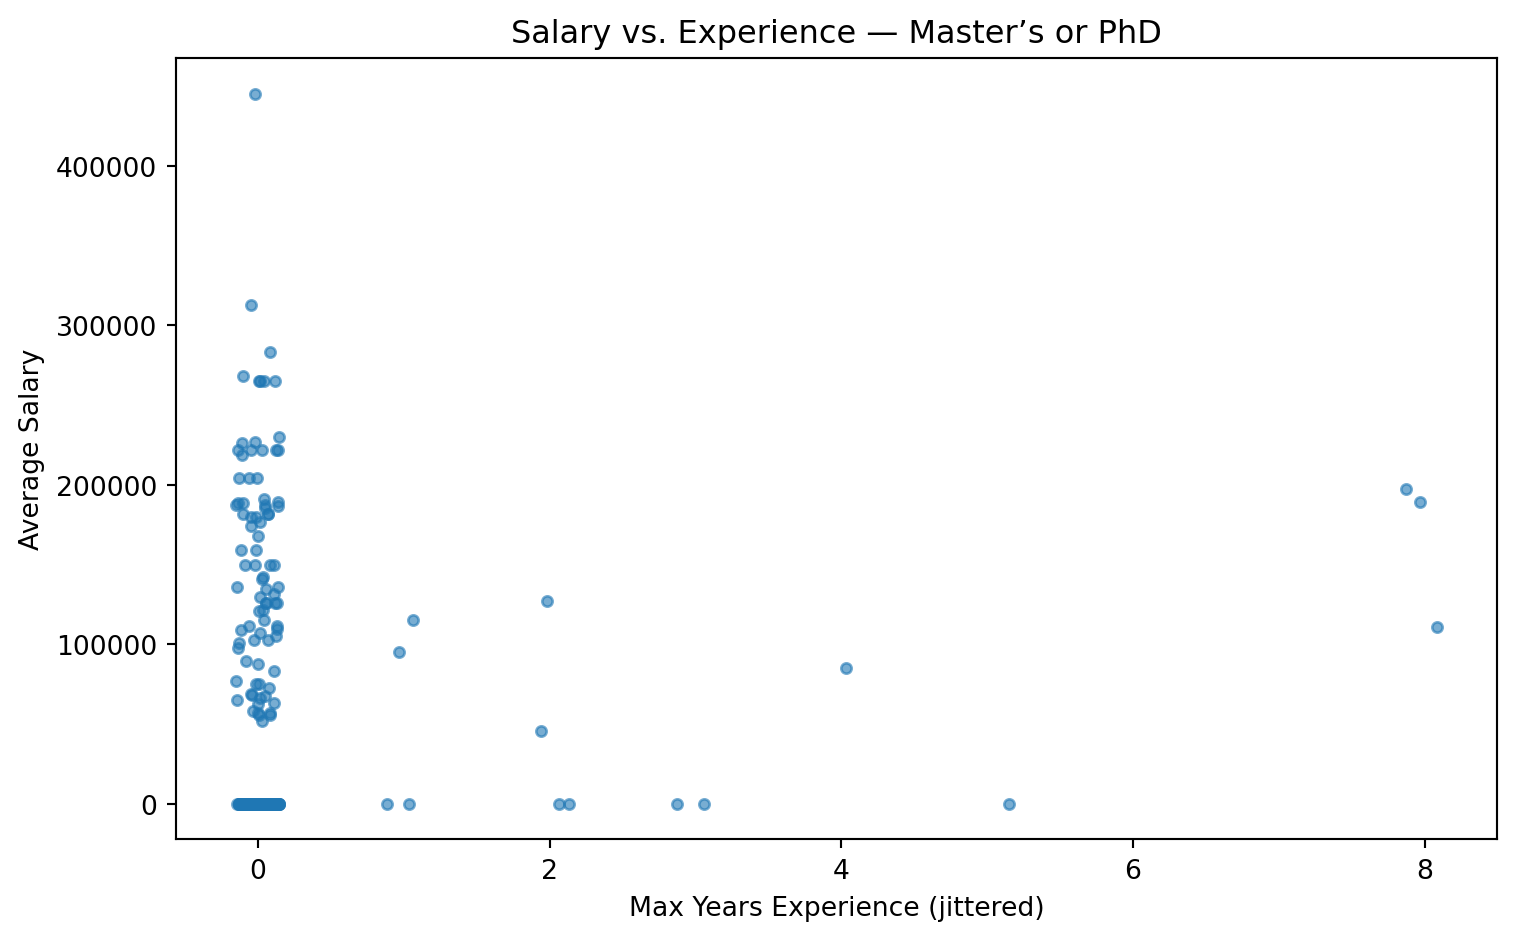 Salary vs. Experience — Master’s or PhD
Average Salary
400000
300000
200000
100000
0
0 2 4 6 8
Max Years Experience (jittered)